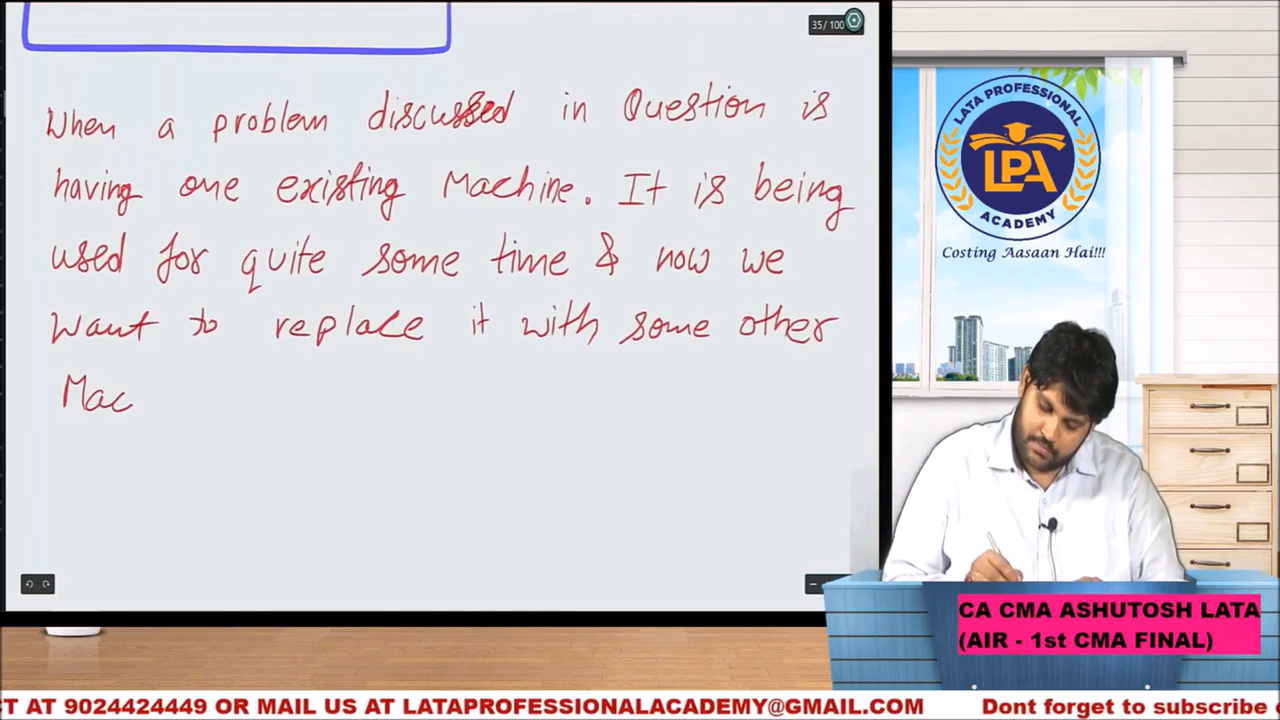 35/100
When a problem discussed in Question is
having one existing Machine. It is being
used for quite some time & now we
want to replace it with some other
Mac
LATA PROFESSIONAL
LPA
ACADEMY
Costing Aasaan Hai!!!
CA CMA ASHUTOSH LATA
(AIR - 1st CMA FINAL)
CT AT 9024424449 OR MAIL US AT LATAPROFESSIONALACADEMY@GMAIL.COM Dont forget to subscribe